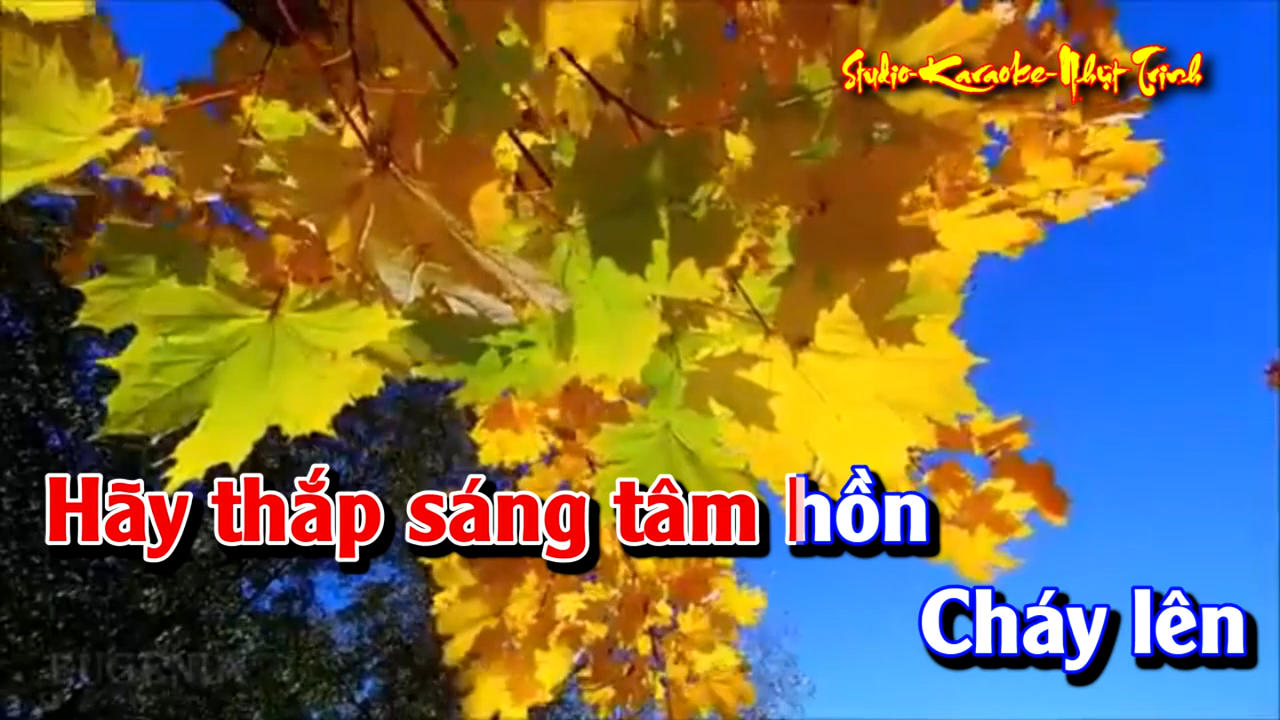 Studio-Karaoke-Nhựt Trinh
Hãy thắp sáng tâm hồn
Cháy lên